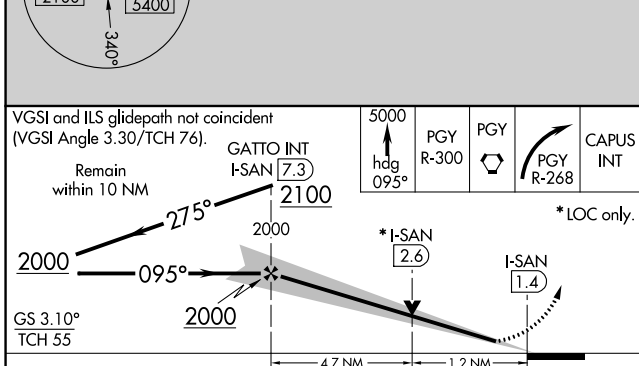 2100
5400
340°
VGSI and ILS glidepath not coincident
(VGSI Angle 3.30/TCH 76).
Remain
within 10 NM
GATTO INT
I-SAN 7.3
2100
275°
2000
2000
095°
2000
GS 3.10°
TCH 55
5000
hdg
095°
PGY
R-300
PGY
PGY
R-268
CAPUS
INT
* LOC only.
* I-SAN
2.6
I-SAN
1.4
4.7 NM
1.2 NM